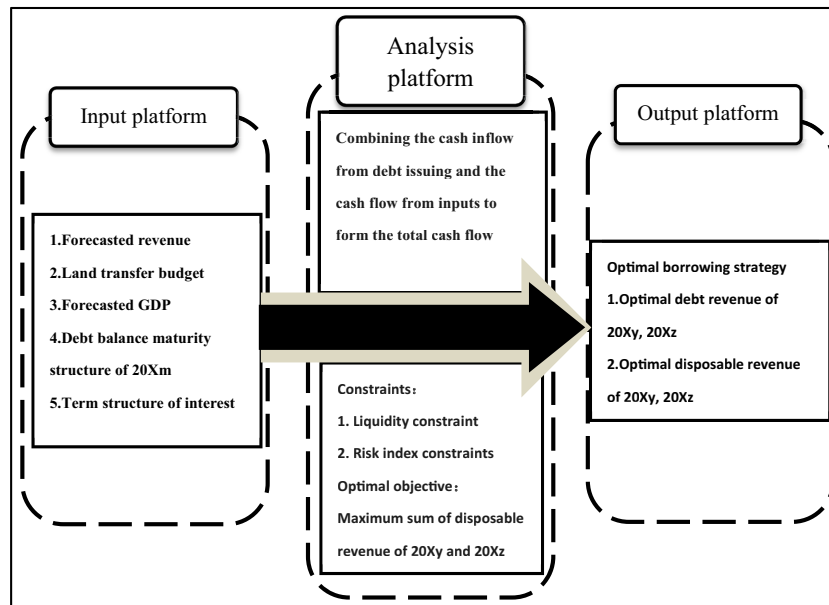 Input platform
1.Forecasted revenue
2.Land transfer budget
3.Forecasted GDP
4.Debt balance maturity
structure of 20Xm
5.Term structure of interest
Analysis
platform
Combining the cash inflow
from debt issuing and the
cash flow from inputs to
form the total cash flow
Constraints:
1. Liquidity constraint
2. Risk index constraints
Optimal objective：
Maximum sum of disposable
revenue of 20Xy and 20Xz
Output platform
Optimal borrowing strategy
1.Optimal debt revenue of
20Xy, 20Xz
2.Optimal disposable revenue
of 20Xy, 20Xz